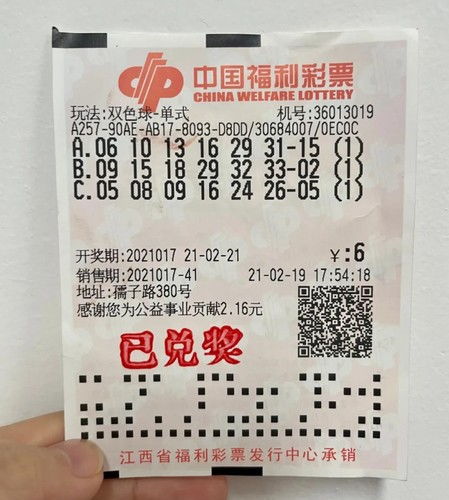 中国福利彩票
CHINA WELFARE LOTTERY
玩法:双色球-单式 机号:36013019
A257-90AE-AB17-8093-D8DD/30684007/0EC0C
A.06 10 13 16 29 31-15 (1)
B.09 15 18 29 32 33-02 (1)
C.05 08 09 16 24 26-05 (1)
开奖期:2021017 21-02-21 ￥:6
销售期:2021017-41 21-02-19 17:54:18
地址:孺子路380号
感谢您为公益事业贡献2.16元
已兑奖
江西省福利彩票发行中心承销